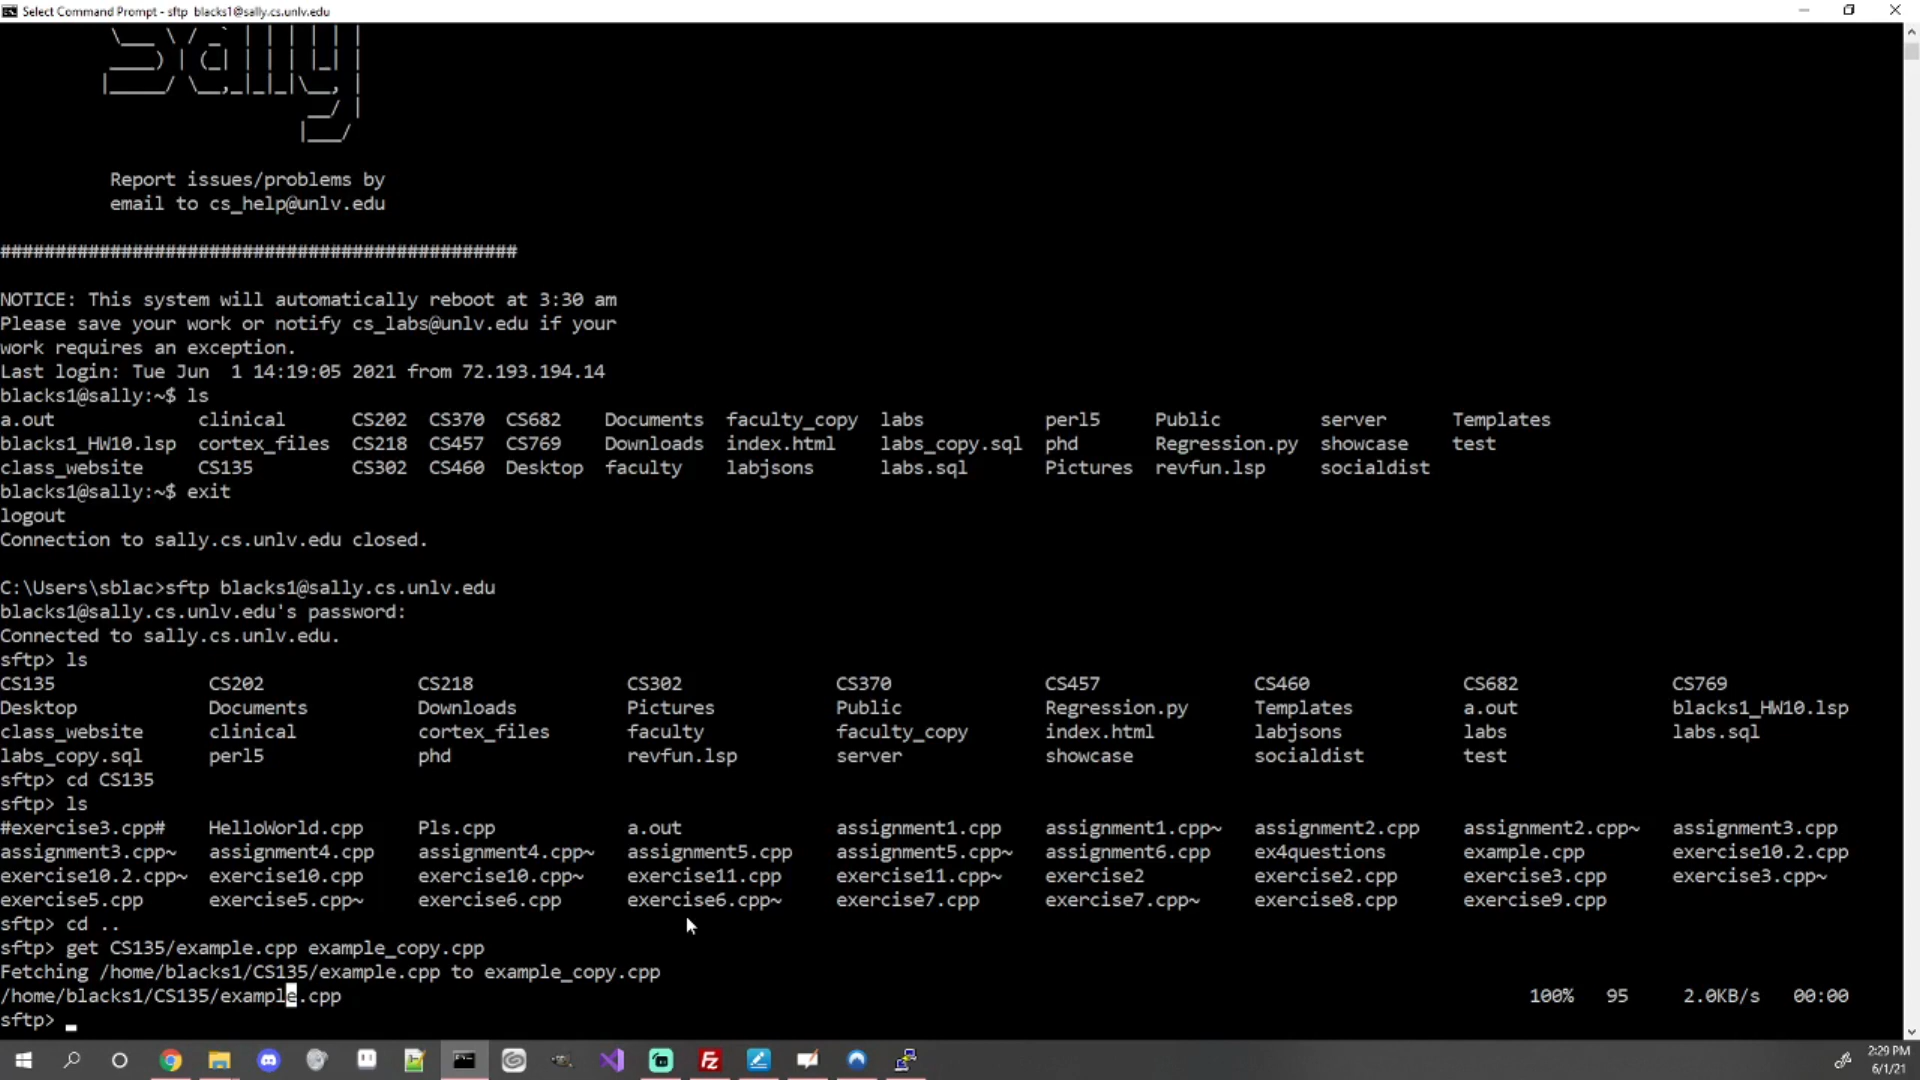 Select Command Prompt - sftp blacks1@sally.cs.unlv.edu
Sally
Report issues/problems by
email to cs_help@unlv.edu
###############################################
NOTICE: This system will automatically reboot at 3:30 am
Please save your work or notify cs_labs@unlv.edu if your
work requires an exception.
Last login: Tue Jun  1 14:19:05 2021 from 72.193.194.14
blacks1@sally:~$ ls
a.out clinical CS202 CS370 CS682 Documents faculty_copy labs perl5 Public server Templates
blacks1_HW10.lsp cortex_files CS218 CS457 CS769 Downloads index.html labs_copy.sql phd Regression.py showcase test
class_website CS135 CS302 CS460 Desktop faculty labjsons labs.sql Pictures revfun.lsp socialdist
blacks1@sally:~$ exit
logout
Connection to sally.cs.unlv.edu closed.
C:\Users\sblac>sftp blacks1@sally.cs.unlv.edu
blacks1@sally.cs.unlv.edu's password:
Connected to sally.cs.unlv.edu.
sftp> ls
CS135 CS202 CS218 CS302 CS370 CS457 CS460 CS682 CS769
Desktop Documents Downloads Pictures Public Regression.py Templates a.out blacks1_HW10.lsp
class_website clinical cortex_files faculty faculty_copy index.html labjsons labs labs.sql
labs_copy.sql perl5 phd revfun.lsp server showcase socialdist test
sftp> cd CS135
sftp> ls
#exercise3.cpp# HelloWorld.cpp Pls.cpp a.out assignment1.cpp assignment1.cpp~ assignment2.cpp assignment2.cpp~ assignment3.cpp
assignment3.cpp~ assignment4.cpp assignment4.cpp~ assignment5.cpp assignment5.cpp~ assignment6.cpp ex4questions example.cpp exercise10.2.cpp
exercise10.2.cpp~ exercise10.cpp exercise10.cpp~ exercise11.cpp exercise11.cpp~ exercise2 exercise2.cpp exercise3.cpp exercise3.cpp~
exercise5.cpp exercise5.cpp~ exercise6.cpp exercise6.cpp~ exercise7.cpp exercise7.cpp~ exercise8.cpp exercise9.cpp
sftp> cd ..
sftp> get CS135/example.cpp example_copy.cpp
Fetching /home/blacks1/CS135/example.cpp to example_copy.cpp
/home/blacks1/CS135/example.cpp 100% 95 2.0KB/s 00:00
sftp>
2:29 PM
6/1/21